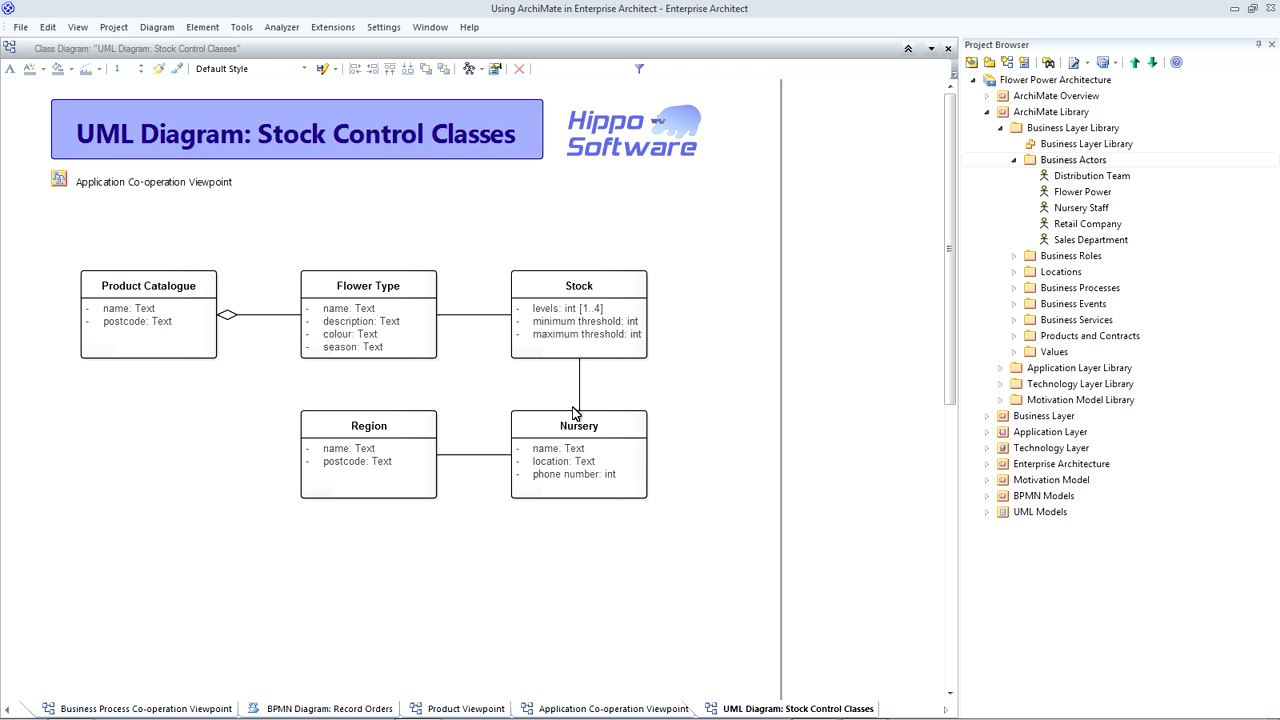 Using ArchiMate in Enterprise Architect - Enterprise Architect
File Edit View Project Diagram Element Tools Analyzer Extensions Settings Window Help
Class Diagram: "UML Diagram: Stock Control Classes"
1 Default Style
UML Diagram: Stock Control Classes
Hippo
Software
Application Co-operation Viewpoint
Product Catalogue
- name: Text
- postcode: Text
Flower Type
- name: Text
- description: Text
- colour: Text
- season: Text
Stock
- levels: int [1..4]
- minimum threshold: int
- maximum threshold: int
Region
- name: Text
- postcode: Text
Nursery
- name: Text
- location: Text
- phone number: int
Project Browser
Flower Power Architecture
ArchiMate Overview
ArchiMate Library
Business Layer Library
Business Layer Library
Business Actors
Distribution Team
Flower Power
Nursery Staff
Retail Company
Sales Department
Business Roles
Locations
Business Processes
Business Events
Business Services
Products and Contracts
Values
Application Layer Library
Technology Layer Library
Motivation Model Library
Business Layer
Application Layer
Technology Layer
Enterprise Architecture
Motivation Model
BPMN Models
UML Models
Business Process Co-operation Viewpoint
BPMN Diagram: Record Orders
Product Viewpoint
Application Co-operation Viewpoint
UML Diagram: Stock Control Classes